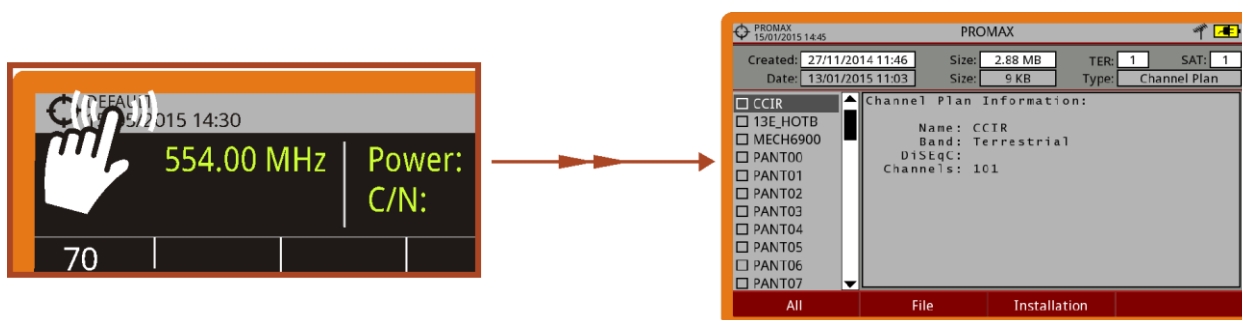 DEFAULT
5/2015 14:30
554.00 MHz
Power:
C/N:
70
PROMAX
15/01/2015 14:45
PROMAX
Created: 27/11/2014 11:46 Size: 2.88 MB TER: 1 SAT: 1
Date: 13/01/2015 11:03 Size: 9 KB Type: Channel Plan
CCIR
13E_HOTB
MECH6900
PANT00
PANT01
PANT02
PANT03
PANT04
PANT05
PANT06
PANT07
Channel Plan Information:
Name: CCIR
Band: Terrestrial
DiSEqC:
Channels: 101
All File Installation